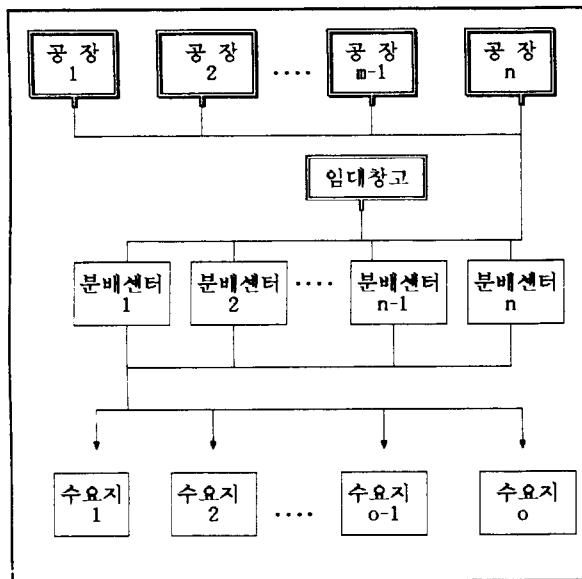 공 장 공 장 공 장 공 장
1 2 .... m-1 n
임대창고
분배센터 분배센터 .... 분배센터 분배센터
1 2 n-1 n
수요지 수요지 수요지 수요지
1 2 .... o-1 o